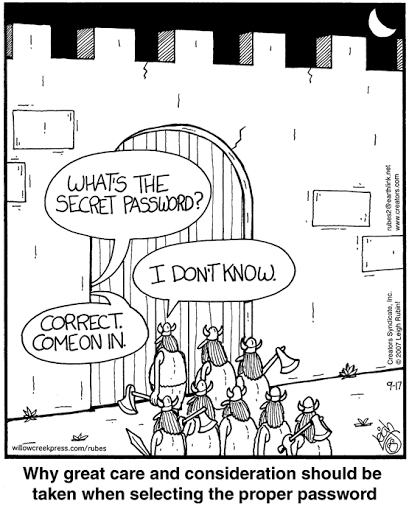 WHAT'S THE
SECRET PASSWORD?
I DON'T KNOW.
CORRECT.
COME ON IN.
rubes2@earthlink.net
www.creators.com
Creators Syndicate, Inc.
© 2007 Leigh Rubin!
9-17
willowcreekpress.com/rubes
Why great care and consideration should be
taken when selecting the proper password